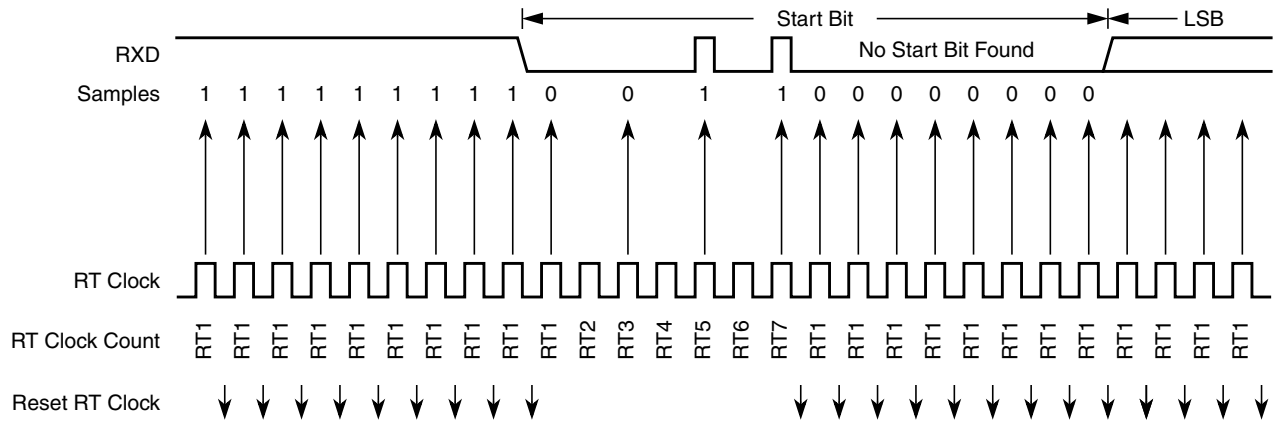 Start Bit LSB
RXD No Start Bit Found
Samples 1 1 1 1 1 1 1 1 1 0 0 1 1 0 0 0 0 0 0 0 0
RT Clock
RT Clock Count RT1 RT1 RT1 RT1 RT1 RT1 RT1 RT1 RT1 RT1 RT2 RT3 RT4 RT5 RT6 RT7 RT1 RT1 RT1 RT1 RT1 RT1 RT1 RT1 RT1 RT1 RT1 RT1
Reset RT Clock